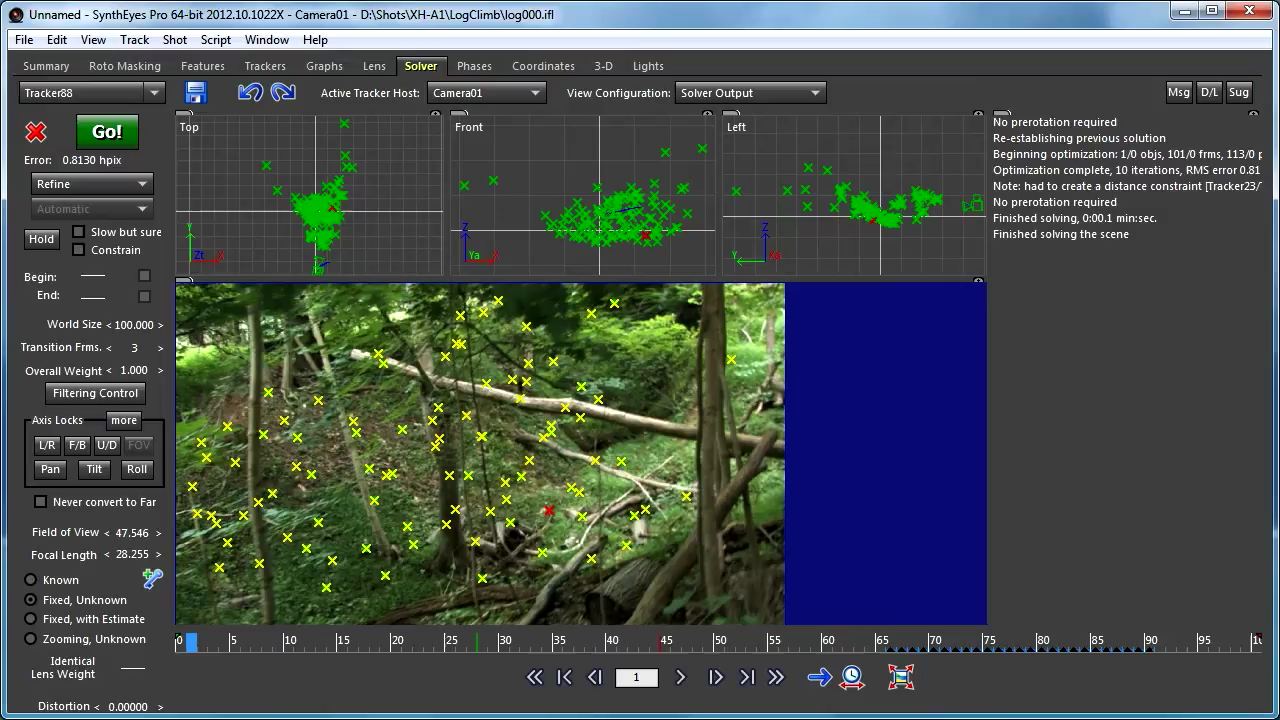 Unnamed - SynthEyes Pro 64-bit 2012.10.1022X - Camera01 - D:\Shots\XH-A1\LogClimb\log000.ifl
File Edit View Track Shot Script Window Help
Summary Roto Masking Features Trackers Graphs Lens Solver Phases Coordinates 3-D Lights
Tracker88 Active Tracker Host: Camera01 View Configuration: Solver Output Msg D/L Sug
Go!
Error: 0.8130 hpix
Refine
Automatic
Hold Slow but sure
Constrain
Begin:
End:
World Size 100.000
Transition Frms. 3
Overall Weight 1.000
Filtering Control
Axis Locks more
L/R F/B U/D FOV
Pan Tilt Roll
Never convert to Far
Field of View 47.546
Focal Length 28.255
Known
Fixed, Unknown
Fixed, with Estimate
Zooming, Unknown
Identical
Lens Weight
Distortion 0.00000
Top
Y
Zt X
Front
Z
Ya X
Left
Z
Y
No prerotation required
Re-establishing previous solution
Beginning optimization: 1/0 objs, 101/0 frms, 113/0 p
Optimization complete, 10 iterations, RMS error 0.81
Note: had to create a distance constraint [Tracker23/
No prerotation required
Finished solving, 0:00.1 min:sec.
Finished solving the scene
0 5 10 15 20 25 30 35 40 45 50 55 60 65 70 75 80 85 90 95
1